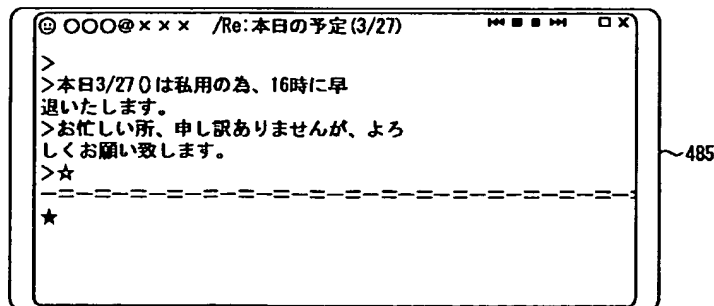 ○○○@××× /Re:本日の予定(3/27)
>
>本日3/27()は私用の為、16時に早
退いたします。
>お忙しい所、申し訳ありませんが、よろ
しくお願い致します。
>☆
-=-=-=-=-=-=-=-=-=-=-=-=-=-=-=-
★
485